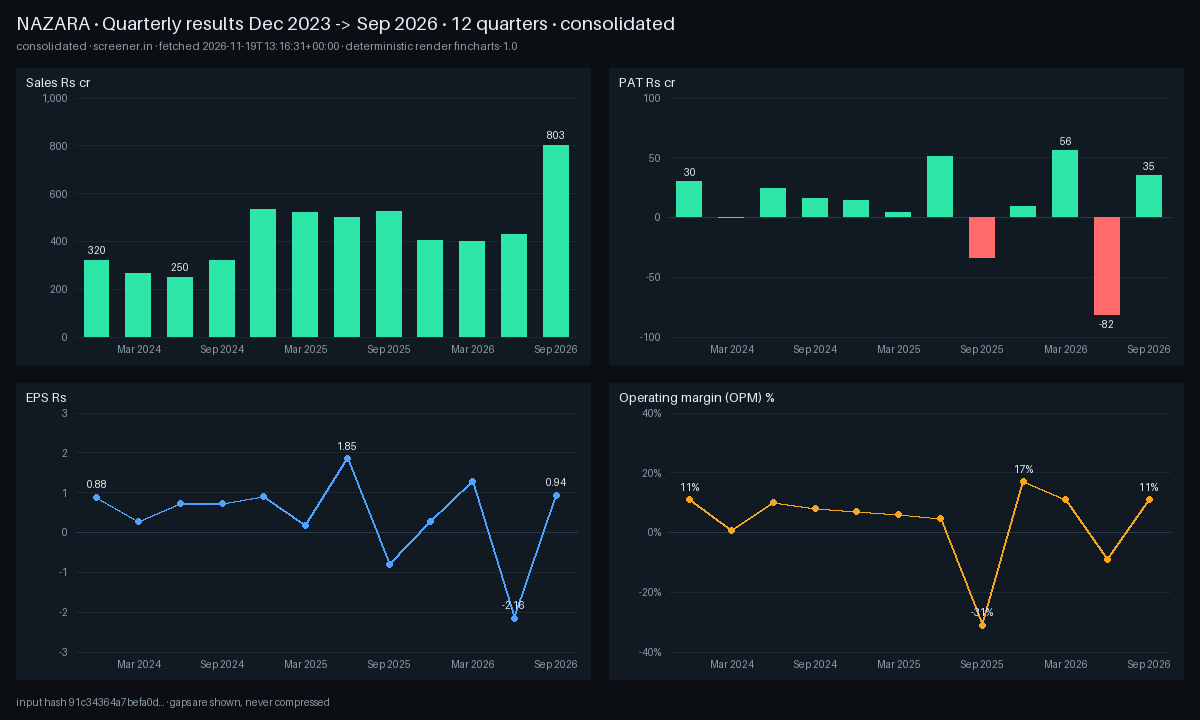 NAZARA · Quarterly results Dec 2023 -> Sep 2026 · 12 quarters · consolidated
consolidated · screener.in · fetched 2026-11-19T13:16:31+00:00 · deterministic render fincharts-1.0
Sales Rs cr
1,000
800
600
400
200
0
320
250
803
Mar 2024
Sep 2024
Mar 2025
Sep 2025
Mar 2026
Sep 2026
PAT Rs cr
100
50
0
-50
-100
30
56
-82
35
Mar 2024
Sep 2024
Mar 2025
Sep 2025
Mar 2026
Sep 2026
EPS Rs
3
2
1
0
-1
-2
-3
0.88
1.85
-2.16
0.94
Mar 2024
Sep 2024
Mar 2025
Sep 2025
Mar 2026
Sep 2026
Operating margin (OPM) %
40%
20%
0%
-20%
-40%
11%
-31%
17%
11%
Mar 2024
Sep 2024
Mar 2025
Sep 2025
Mar 2026
Sep 2026
input hash 91c34364a7befa0d… · gaps are shown, never compressed